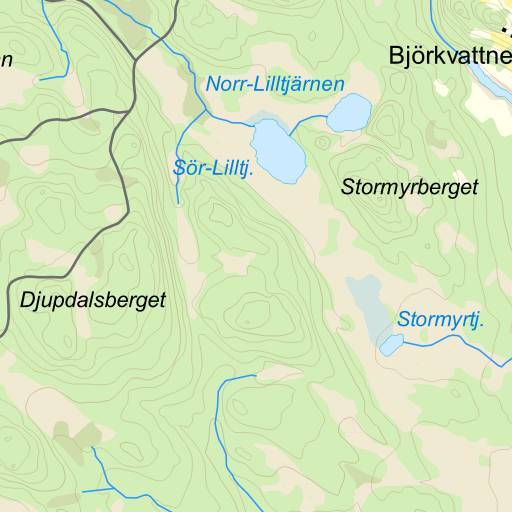 Björkvattne
Norr-Lilltjärnen
Sör-Lilltj.
Stormyrberget
Djupdalsberget
Stormyrtj.